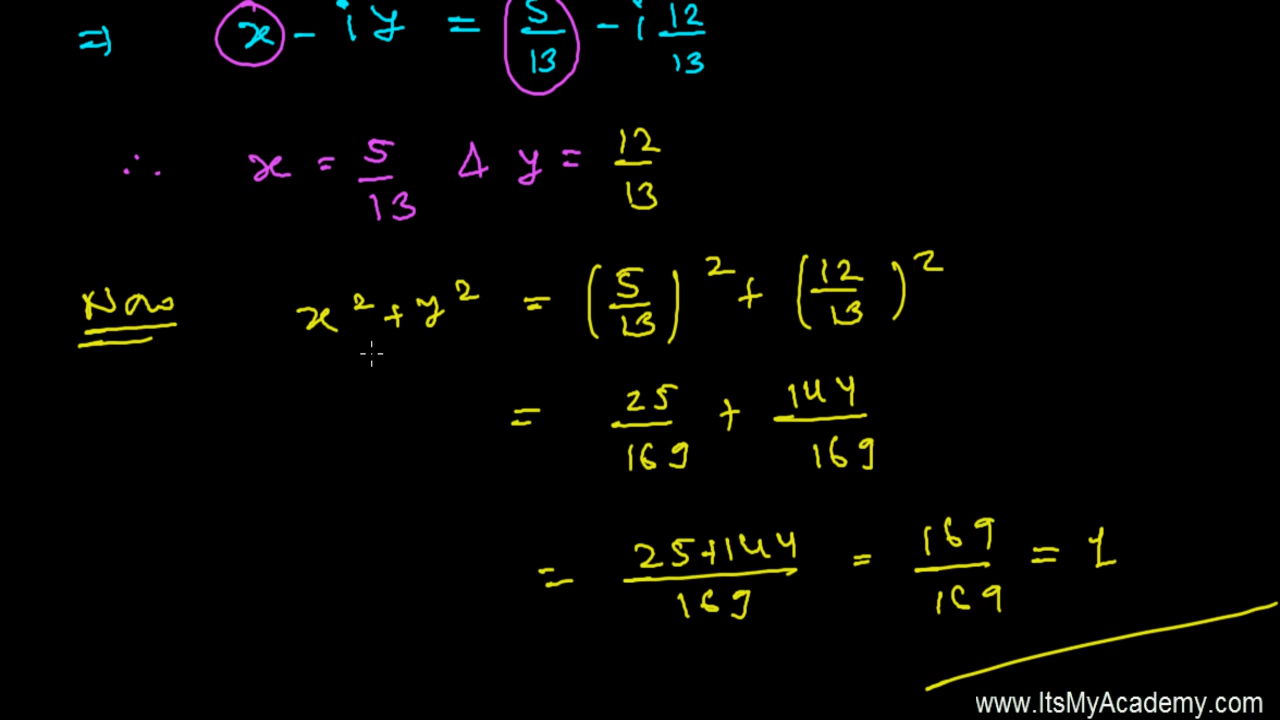 ⇒ x - iy = 5/13 - i 12/13
∴ x = 5/13 & y = 12/13
Now x² + y² = (5/13)² + (12/13)²
= 25/169 + 144/169
= 25+144/169 = 169/169 = 1
www.ItsMyAcademy.com